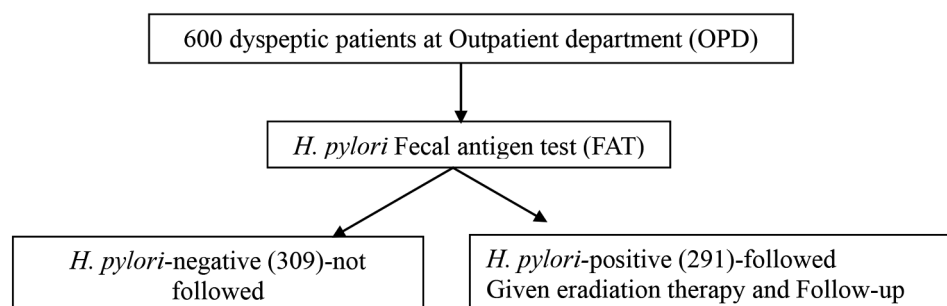 600 dyspeptic patients at Outpatient department (OPD)
H. pylori Fecal antigen test (FAT)
H. pylori-negative (309)-not
followed
H. pylori-positive (291)-followed
Given eradiation therapy and Follow-up